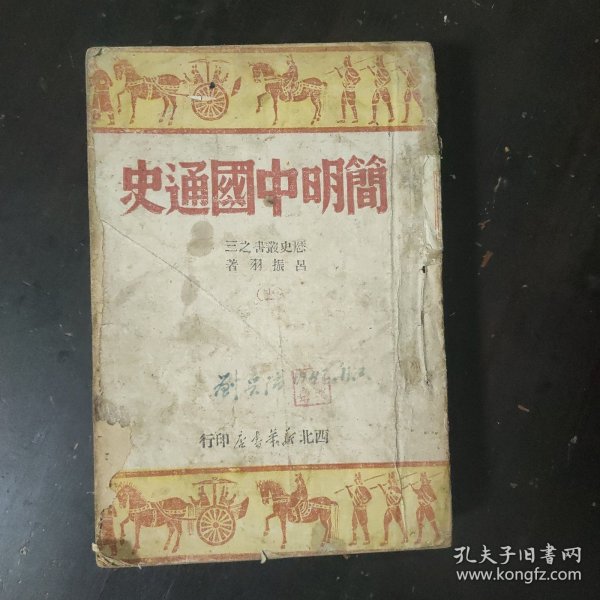 簡明中國通史
歷史叢書之三
呂振羽著
（上）
西北新華書店印行
孔夫子旧书网
www.kongfz.com